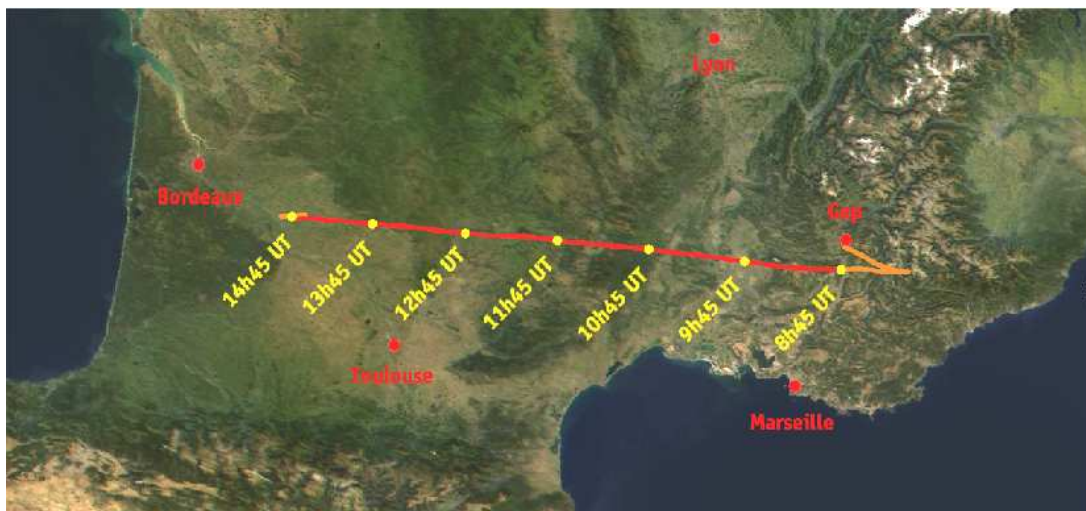 Lyon
Bordeaux
Gap
14h45 UT
13h45 UT
12h45 UT
11h45 UT
10h45 UT
9h45 UT
8h45 UT
Toulouse
Marseille